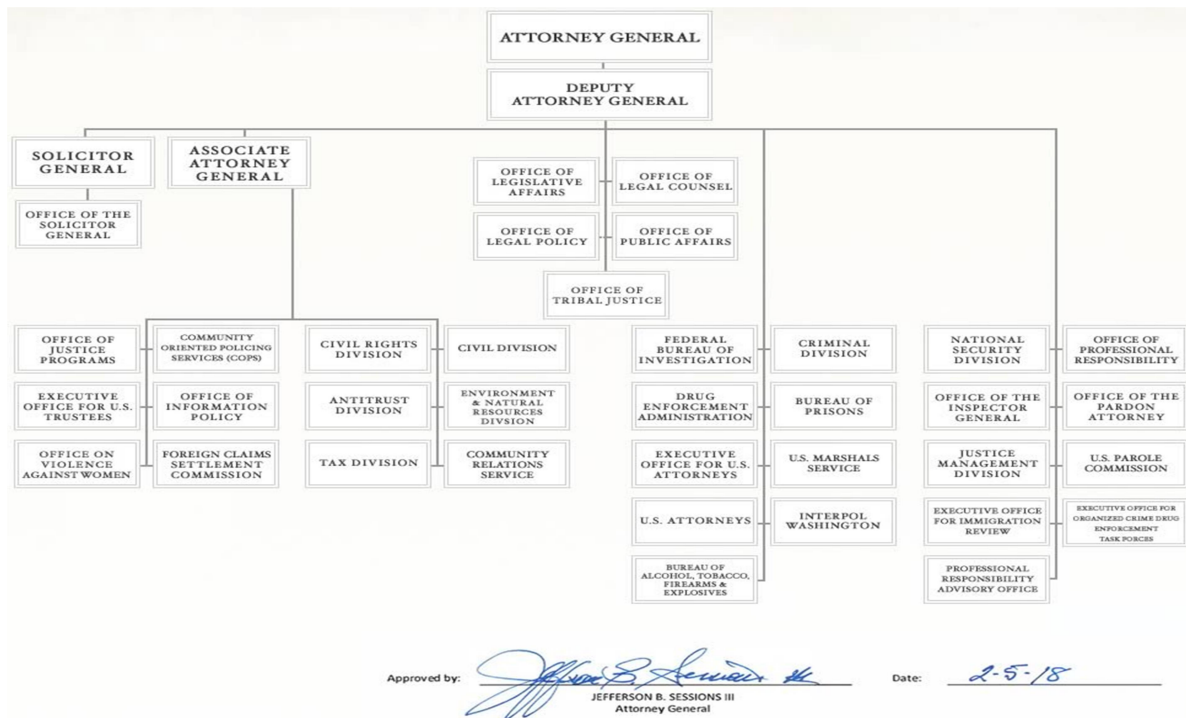 ATTORNEY GENERAL
DEPUTY
ATTORNEY GENERAL
SOLICITOR
GENERAL
ASSOCIATE
ATTORNEY
GENERAL
OFFICE OF THE
SOLICITOR
GENERAL
OFFICE OF
LEGISLATIVE
AFFAIRS
OFFICE OF
LEGAL COUNSEL
OFFICE OF
LEGAL POLICY
OFFICE OF
PUBLIC AFFAIRS
OFFICE OF
TRIBAL JUSTICE
OFFICE OF
JUSTICE
PROGRAMS
COMMUNITY
ORIENTED POLICING
SERVICES (COPS)
EXECUTIVE
OFFICE FOR U.S.
TRUSTEES
OFFICE OF
INFORMATION
POLICY
OFFICE ON
VIOLENCE
AGAINST WOMEN
FOREIGN CLAIMS
SETTLEMENT
COMMISSION
CIVIL RIGHTS
DIVISION
CIVIL DIVISION
ANTITRUST
DIVISION
ENVIRONMENT
& NATURAL
RESOURCES
DIVSION
TAX DIVISION
COMMUNITY
RELATIONS
SERVICE
FEDERAL
BUREAU OF
INVESTIGATION
CRIMINAL
DIVISION
DRUG
ENFORCEMENT
ADMINISTRATION
BUREAU OF
PRISONS
EXECUTIVE
OFFICE FOR U.S.
ATTORNEYS
U.S. MARSHALS
SERVICE
U.S. ATTORNEYS
INTERPOL
WASHINGTON
BUREAU OF
ALCOHOL, TOBACCO,
FIREARMS &
EXPLOSIVES
NATIONAL
SECURITY
DIVISION
OFFICE OF
PROFESSIONAL
RESPONSIBILITY
OFFICE OF THE
INSPECTOR
GENERAL
OFFICE OF THE
PARDON
ATTORNEY
JUSTICE
MANAGEMENT
DIVISION
U.S. PAROLE
COMMISSION
EXECUTIVE OFFICE
FOR IMMIGRATION
REVIEW
EXECUTIVE OFFICE FOR
ORGANIZED CRIME DRUG
ENFORCEMENT
TASK FORCES
PROFESSIONAL
RESPONSIBILITY
ADVISORY OFFICE
Approved by: Jefferson B. Sessions III Date: 2-5-18
JEFFERSON B. SESSIONS III
Attorney General